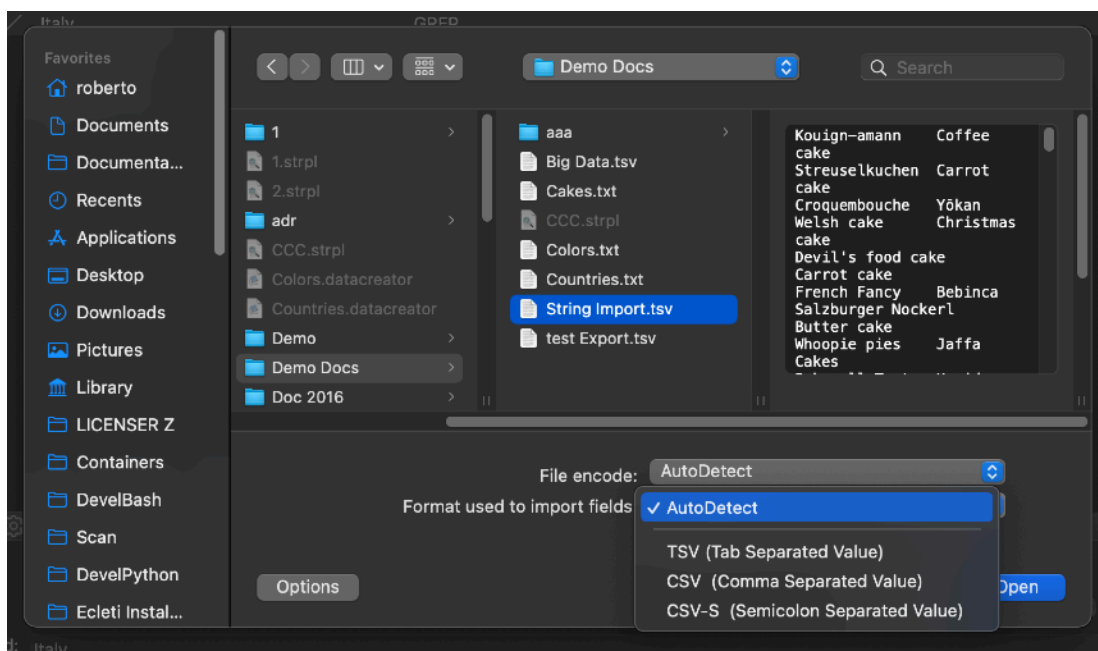 Italy
GREP
Favorites
roberto
Documents
Documenta...
Recents
Applications
Desktop
Downloads
Pictures
Library
LICENSER Z
Containers
DevelBash
Scan
DevelPython
Ecleti Instal...
Demo Docs
Search
1
1.strpl
2.strpl
adr
CCC.strpl
Colors.datacreator
Countries.datacreator
Demo
Demo Docs
Doc 2016
aaa
Big Data.tsv
Cakes.txt
CCC.strpl
Colors.txt
Countries.txt
String Import.tsv
test Export.tsv
Kouign-amann Coffee
cake
Streuselkuchen Carrot
cake
Croquembouche Yōkan
Welsh cake Christmas
cake
Devil's food cake
Carrot cake
French Fancy Bebinca
Salzburger Nockerl
Butter cake
Whoopie pies Jaffa
Cakes
File encode: AutoDetect
Format used to import fields
AutoDetect
TSV (Tab Separated Value)
CSV (Comma Separated Value)
CSV-S (Semicolon Separated Value)
Options
Open
Italy